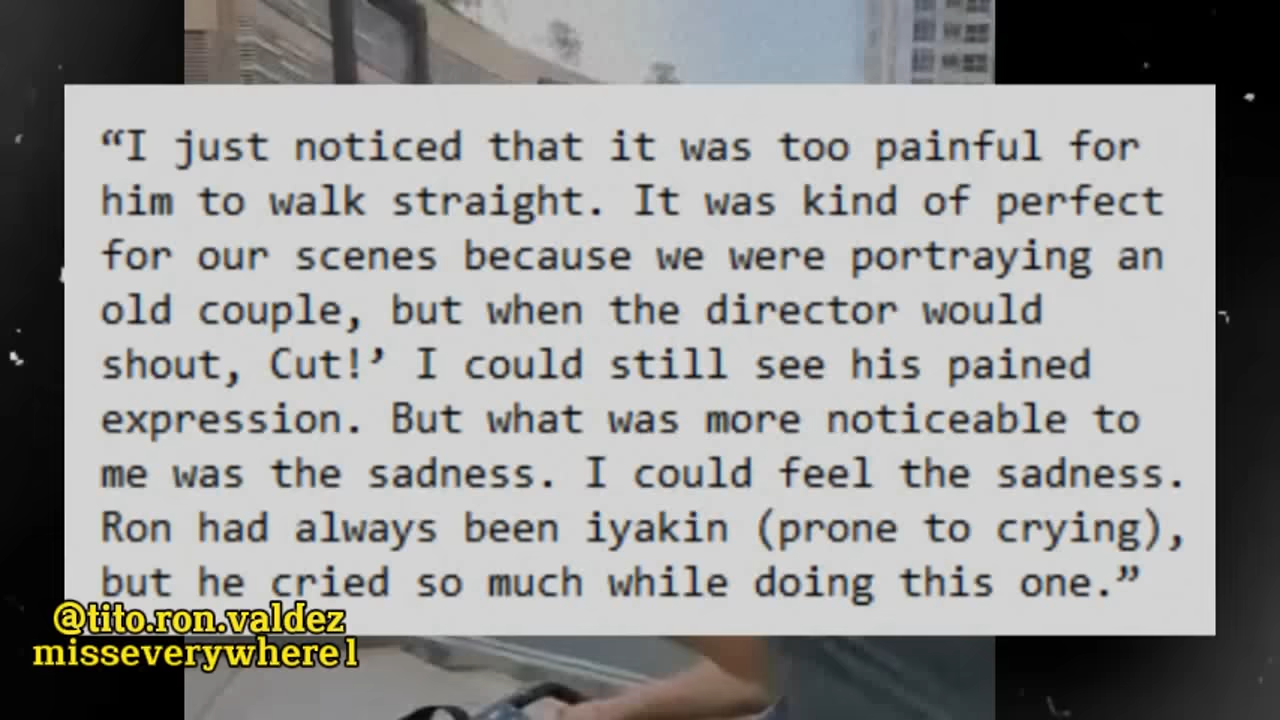 “I just noticed that it was too painful for
him to walk straight. It was kind of perfect
for our scenes because we were portraying an
old couple, but when the director would
shout, Cut!’ I could still see his pained
expression. But what was more noticeable to
me was the sadness. I could feel the sadness.
Ron had always been iyakin (prone to crying),
but he cried so much while doing this one.”
@tito.ron.valdez
misseverywhere1